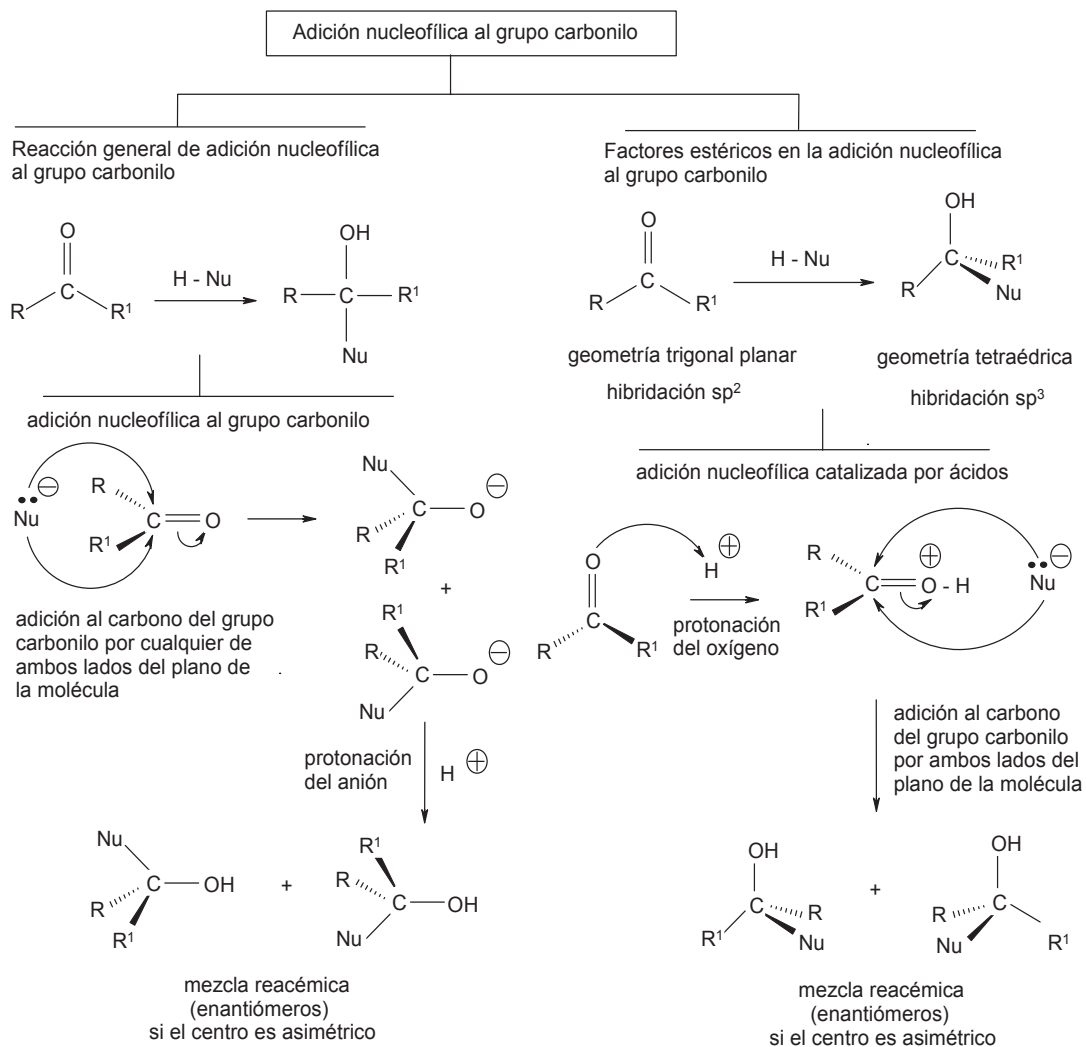 Adición nucleofílica al grupo carbonilo
Reacción general de adición nucleofílica
al grupo carbonilo
O
C
R
R¹
H - Nu
OH
R
C
R¹
Nu
adición nucleofílica al grupo carbonilo
Nu
⊖
R
R¹
C
O
adición al carbono del grupo
carbonilo por cualquier de
ambos lados del plano de
la molécula
Nu
R
C
O
⊖
R¹
+
R¹
R
C
O
⊖
Nu
protonación
del anión
H ⊕
Nu
R
C
OH
R¹
+
R¹
R
C
OH
Nu
mezcla reacémica
(enantiómeros)
si el centro es asimétrico
Factores estéricos en la adición nucleofílica
al grupo carbonilo
O
C
R
R¹
H - Nu
OH
C
R
R¹
Nu
geometría trigonal planar
hibridación sp²
geometría tetraédrica
hibridación sp³
adición nucleofílica catalizada por ácidos
O
C
R
R¹
H
⊕
protonación
del oxígeno
R
R¹
C
⊕
O - H
⊖
Nu
adición al carbono
del grupo carbonilo
por ambos lados del
plano de la molécula
OH
C
R¹
R
Nu
+
OH
R
C
Nu
R¹
mezcla reacémica
(enantiómeros)
si el centro es asimétrico